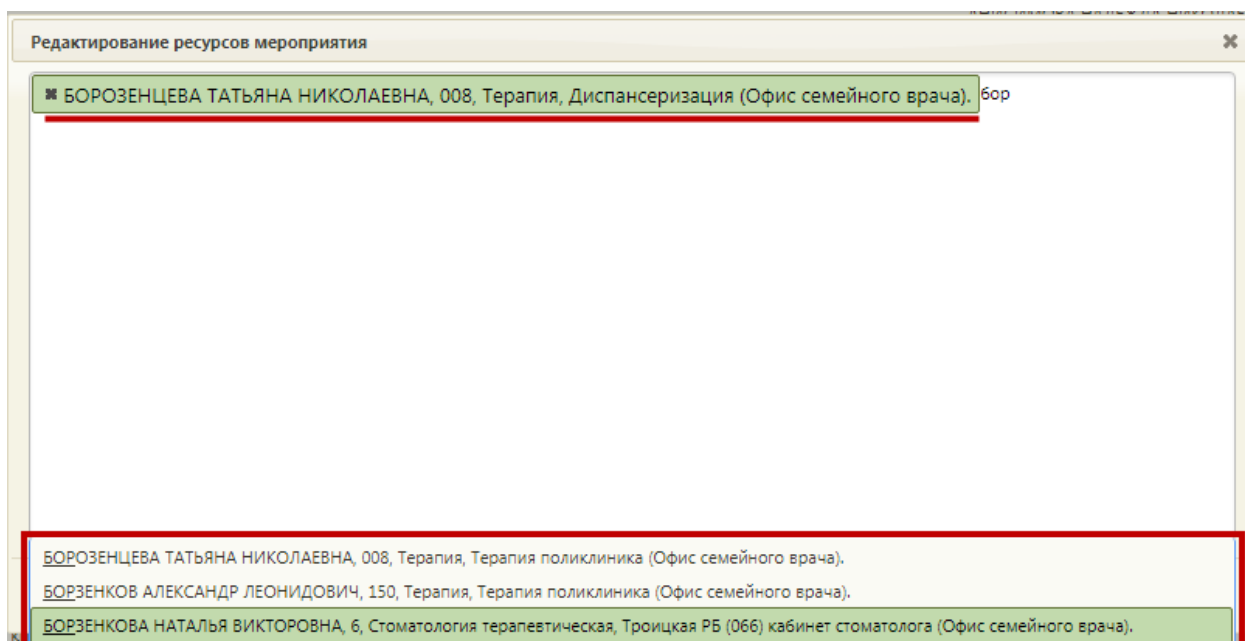 Редактирование ресурсов мероприятия
БОРОЗЕНЦЕВА ТАТЬЯНА НИКОЛАЕВНА, 008, Терапия, Диспансеризация (Офис семейного врача). бор
БОРОЗЕНЦЕВА ТАТЬЯНА НИКОЛАЕВНА, 008, Терапия, Терапия поликлиника (Офис семейного врача).
БОРЗЕНКОВ АЛЕКСАНДР ЛЕОНИДОВИЧ, 150, Терапия, Терапия поликлиника (Офис семейного врача).
БОРЗЕНКОВА НАТАЛЬЯ ВИКТОРОВНА, 6, Стоматология терапевтическая, Троицкая РБ (066) кабинет стоматолога (Офис семейного врача).